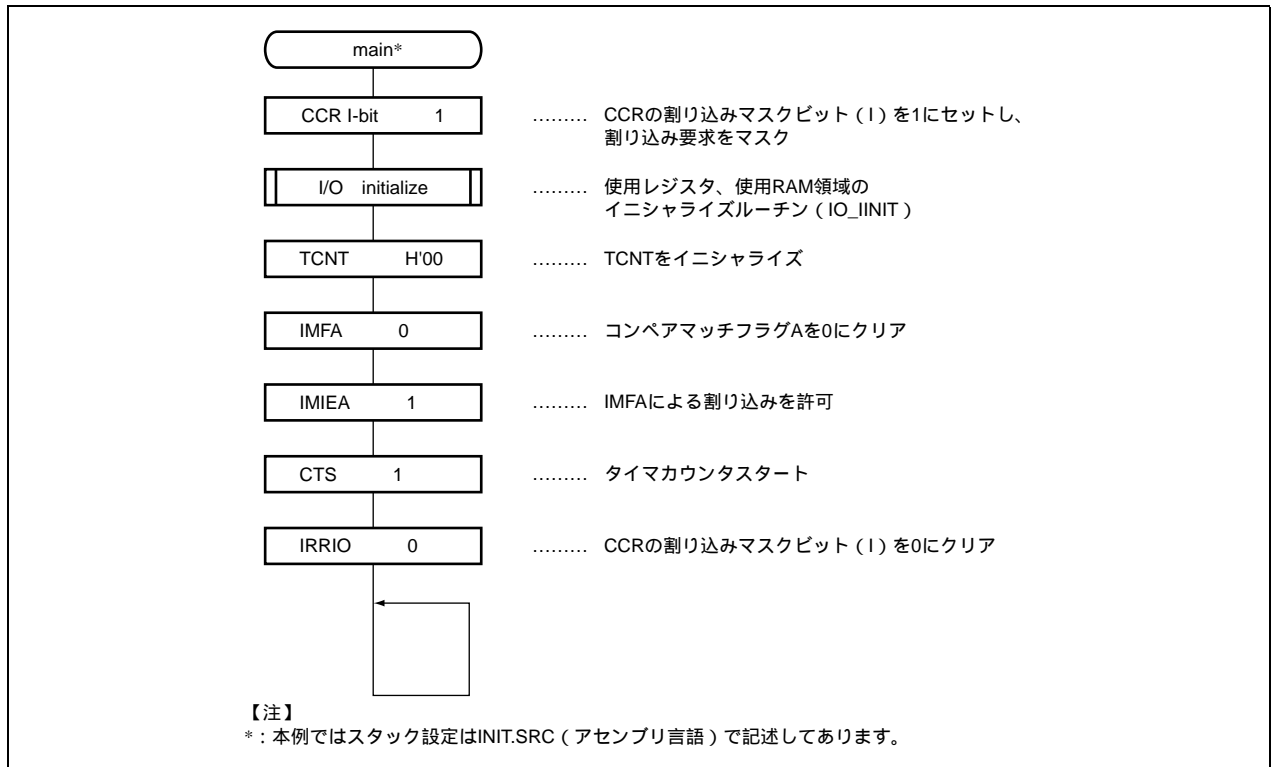 main*
CCR I-bit 1 ......... CCRの割り込みマスクビット（I）を1にセットし、
割り込み要求をマスク
I/O initialize ......... 使用レジスタ、使用RAM領域の
イニシャライズルーチン（IO_IINIT）
TCNT H'00 ......... TCNTをイニシャライズ
IMFA 0 ......... コンペアマッチフラグAを0にクリア
IMIEA 1 ......... IMFAによる割り込みを許可
CTS 1 ......... タイマカウンタスタート
IRRIO 0 ......... CCRの割り込みマスクビット（I）を0にクリア
【注】
*：本例ではスタック設定はINIT.SRC（アセンブリ言語）で記述してあります。